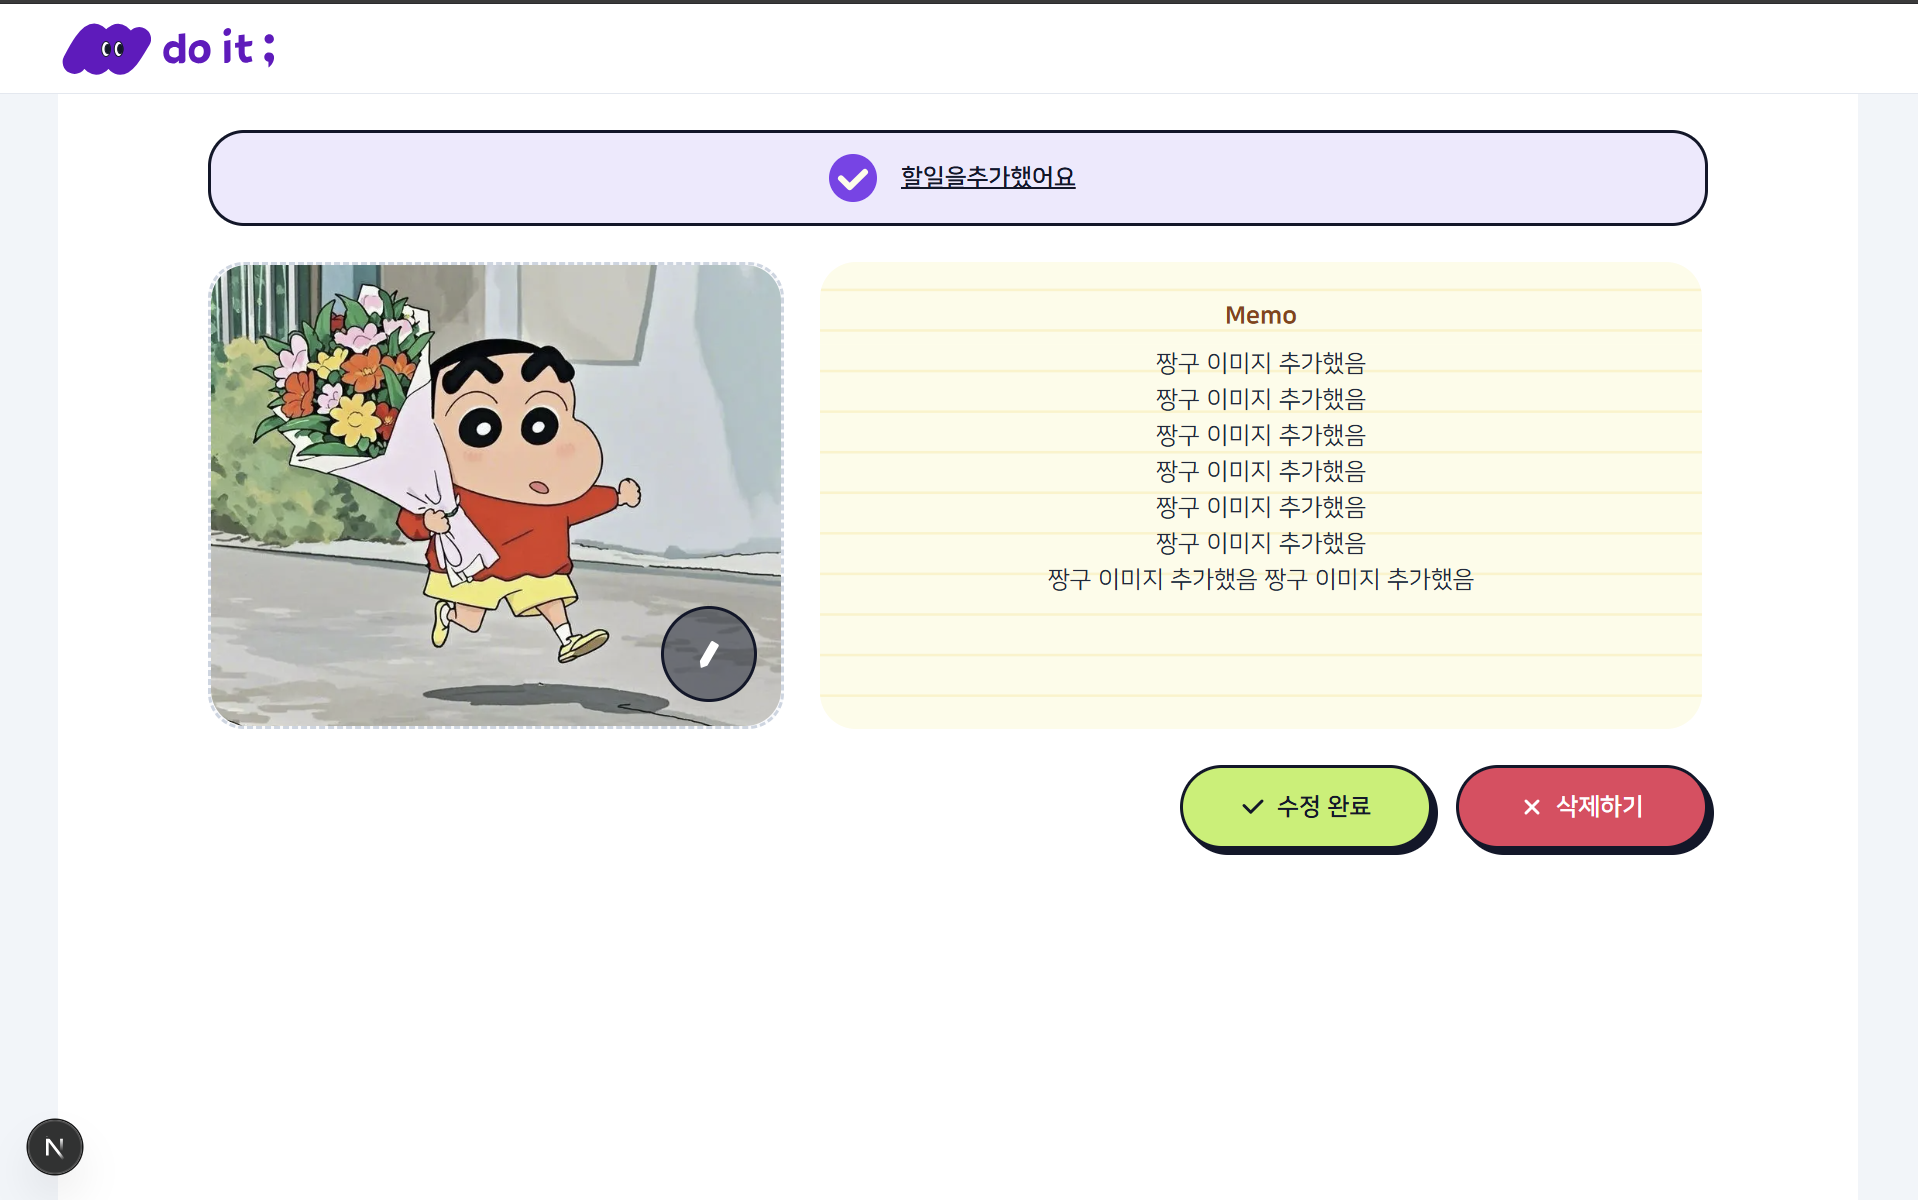 do it ;
할일을추가했어요
Memo
짱구 이미지 추가했음
짱구 이미지 추가했음
짱구 이미지 추가했음
짱구 이미지 추가했음
짱구 이미지 추가했음
짱구 이미지 추가했음
짱구 이미지 추가했음 짱구 이미지 추가했음
수정 완료
삭제하기
N